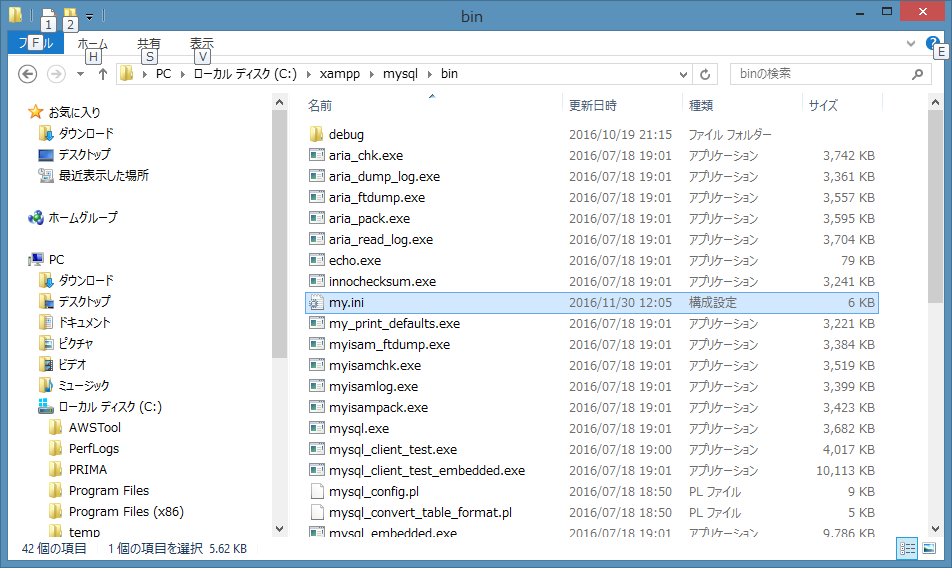 bin
1 2
ファイル ホーム 共有 表示
F H S V E
PC ローカル ディスク (C:) xampp mysql bin
binの検索
お気に入り
ダウンロード
デスクトップ
最近表示した場所
ホームグループ
PC
ダウンロード
デスクトップ
ドキュメント
ピクチャ
ビデオ
ミュージック
ローカル ディスク (C:)
AWSTool
PerfLogs
PRIMA
Program Files
Program Files (x86)
temp
名前 更新日時 種類 サイズ
debug 2016/10/19 21:15 ファイル フォルダー
aria_chk.exe 2016/07/18 19:01 アプリケーション 3,742 KB
aria_dump_log.exe 2016/07/18 19:01 アプリケーション 3,361 KB
aria_ftdump.exe 2016/07/18 19:01 アプリケーション 3,557 KB
aria_pack.exe 2016/07/18 19:01 アプリケーション 3,595 KB
aria_read_log.exe 2016/07/18 19:01 アプリケーション 3,704 KB
echo.exe 2016/07/18 19:01 アプリケーション 79 KB
innochecksum.exe 2016/07/18 19:01 アプリケーション 3,241 KB
my.ini 2016/11/30 12:05 構成設定 6 KB
my_print_defaults.exe 2016/07/18 19:01 アプリケーション 3,221 KB
myisam_ftdump.exe 2016/07/18 19:01 アプリケーション 3,384 KB
myisamchk.exe 2016/07/18 19:01 アプリケーション 3,519 KB
myisamlog.exe 2016/07/18 19:01 アプリケーション 3,399 KB
myisampack.exe 2016/07/18 19:01 アプリケーション 3,423 KB
mysql.exe 2016/07/18 19:01 アプリケーション 3,682 KB
mysql_client_test.exe 2016/07/18 19:00 アプリケーション 4,017 KB
mysql_client_test_embedded.exe 2016/07/18 19:01 アプリケーション 10,113 KB
mysql_config.pl 2016/07/18 18:50 PL ファイル 9 KB
mysql_convert_table_format.pl 2016/07/18 18:50 PL ファイル 5 KB
mysql_embedded.exe 2016/07/18 19:01 アプリケーション 9,786 KB
42 個の項目 1 個の項目を選択 5.62 KB